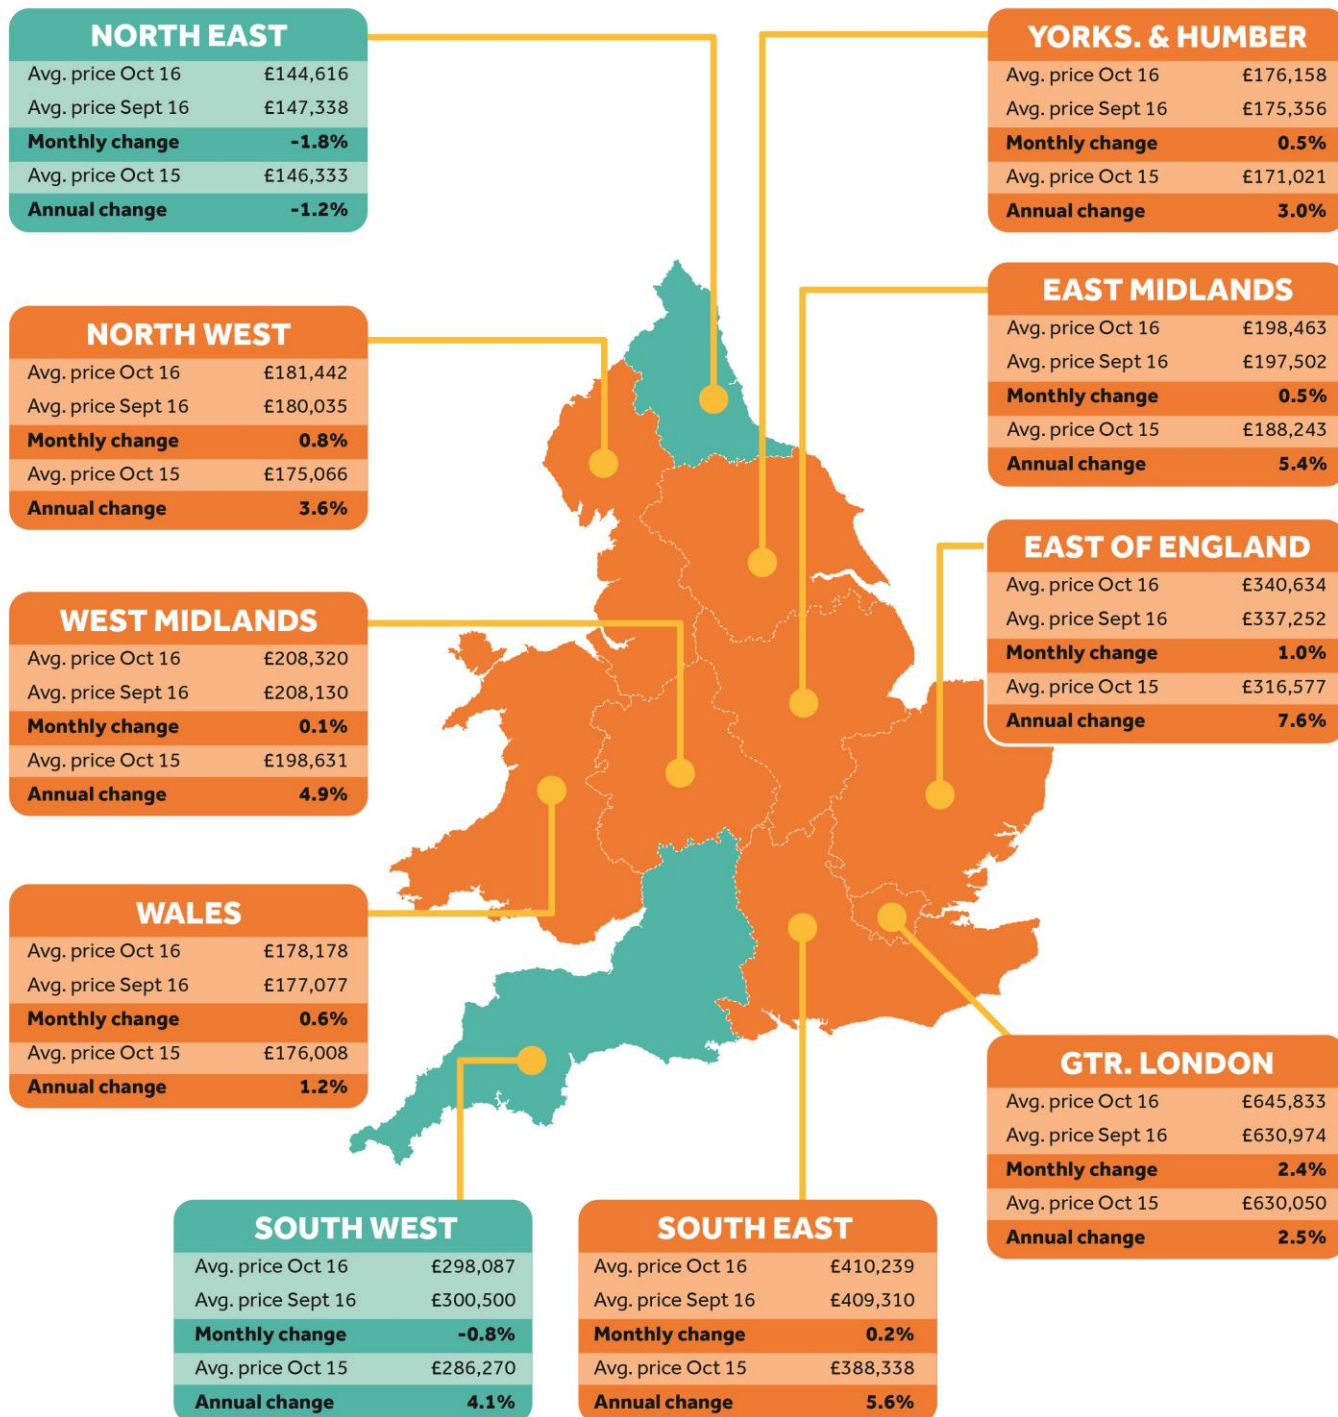 NORTH EAST
Avg. price Oct 16 £144,616
Avg. price Sept 16 £147,338
Monthly change -1.8%
Avg. price Oct 15 £146,333
Annual change -1.2%
YORKS. & HUMBER
Avg. price Oct 16 £176,158
Avg. price Sept 16 £175,356
Monthly change 0.5%
Avg. price Oct 15 £171,021
Annual change 3.0%
NORTH WEST
Avg. price Oct 16 £181,442
Avg. price Sept 16 £180,035
Monthly change 0.8%
Avg. price Oct 15 £175,066
Annual change 3.6%
EAST MIDLANDS
Avg. price Oct 16 £198,463
Avg. price Sept 16 £197,502
Monthly change 0.5%
Avg. price Oct 15 £188,243
Annual change 5.4%
WEST MIDLANDS
Avg. price Oct 16 £208,320
Avg. price Sept 16 £208,130
Monthly change 0.1%
Avg. price Oct 15 £198,631
Annual change 4.9%
EAST OF ENGLAND
Avg. price Oct 16 £340,634
Avg. price Sept 16 £337,252
Monthly change 1.0%
Avg. price Oct 15 £316,577
Annual change 7.6%
WALES
Avg. price Oct 16 £178,178
Avg. price Sept 16 £177,077
Monthly change 0.6%
Avg. price Oct 15 £176,008
Annual change 1.2%
GTR. LONDON
Avg. price Oct 16 £645,833
Avg. price Sept 16 £630,974
Monthly change 2.4%
Avg. price Oct 15 £630,050
Annual change 2.5%
SOUTH WEST
Avg. price Oct 16 £298,087
Avg. price Sept 16 £300,500
Monthly change -0.8%
Avg. price Oct 15 £286,270
Annual change 4.1%
SOUTH EAST
Avg. price Oct 16 £410,239
Avg. price Sept 16 £409,310
Monthly change 0.2%
Avg. price Oct 15 £388,338
Annual change 5.6%